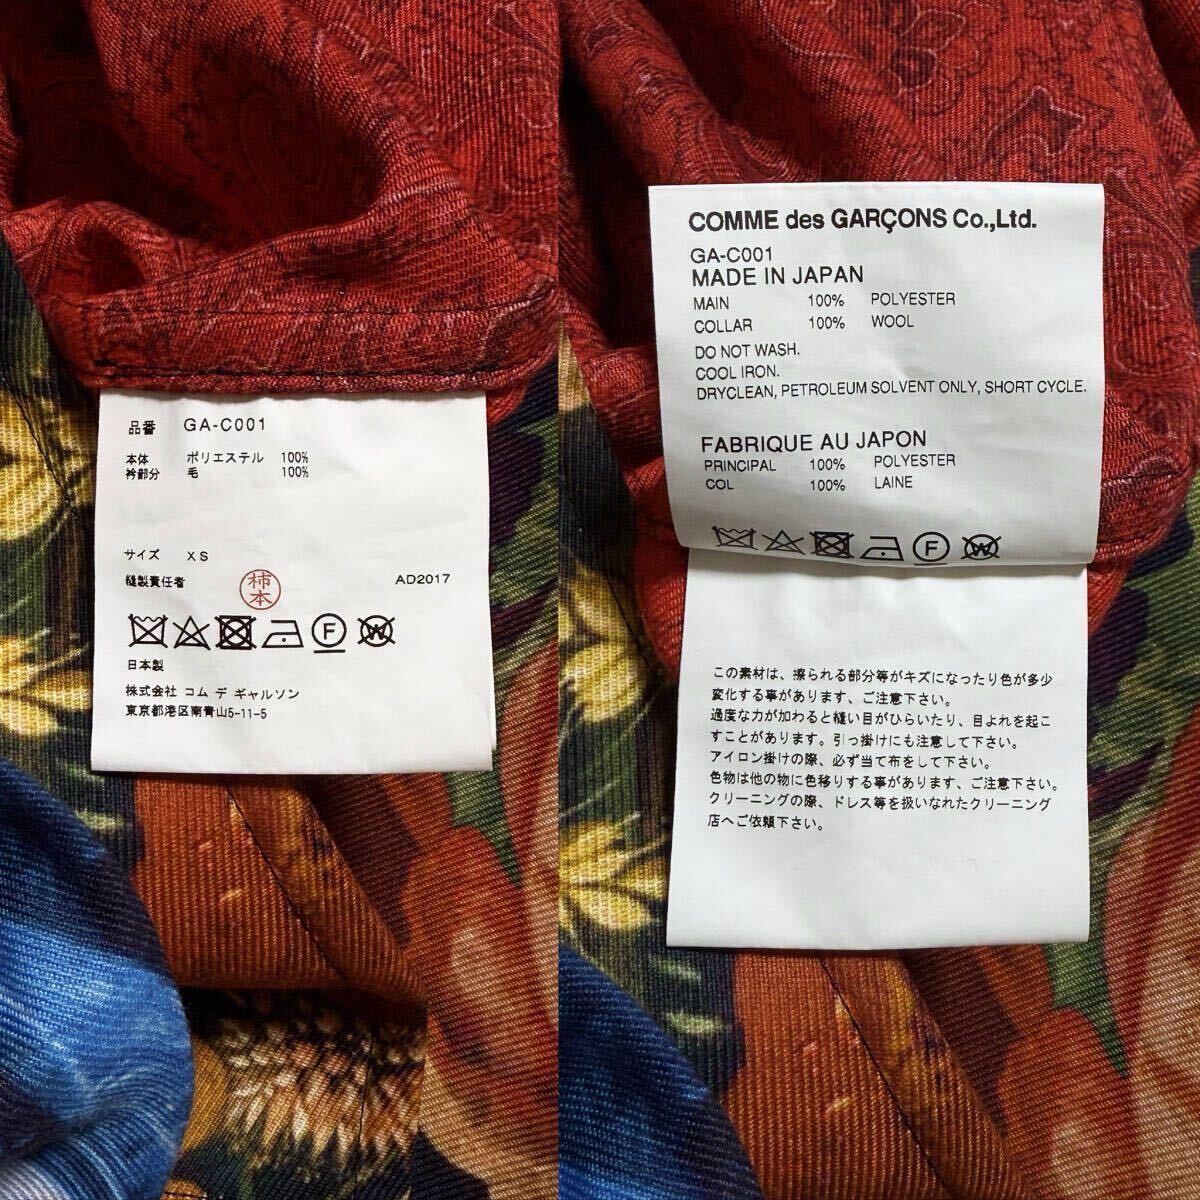 品番 GA-C001
本体 ポリエステル 100%
衿部分 毛 100%
サイズ XS
縫製責任者 柿本 AD2017
F W
日本製
株式会社 コム デ ギャルソン
東京都港区南青山5-11-5
COMME des GARÇONS Co.,Ltd.
GA-C001
MADE IN JAPAN
MAIN 100% POLYESTER
COLLAR 100% WOOL
DO NOT WASH.
COOL IRON.
DRYCLEAN, PETROLEUM SOLVENT ONLY, SHORT CYCLE.
FABRIQUE AU JAPON
PRINCIPAL 100% POLYESTER
COL 100% LAINE
F W
この素材は、擦られる部分等がキズになったり色が多少
変化する事があります、ご注意下さい。
過度な力が加わると縫い目がひらいたり、目よれを起こ
すことがあります。引っ掛けにも注意して下さい。
アイロン掛けの際、必ず当て布をして下さい。
色物は他の物に色移りする事があります、ご注意下さい。
クリーニングの際、ドレス等を扱いなれたクリーニング
店へご依頼下さい。